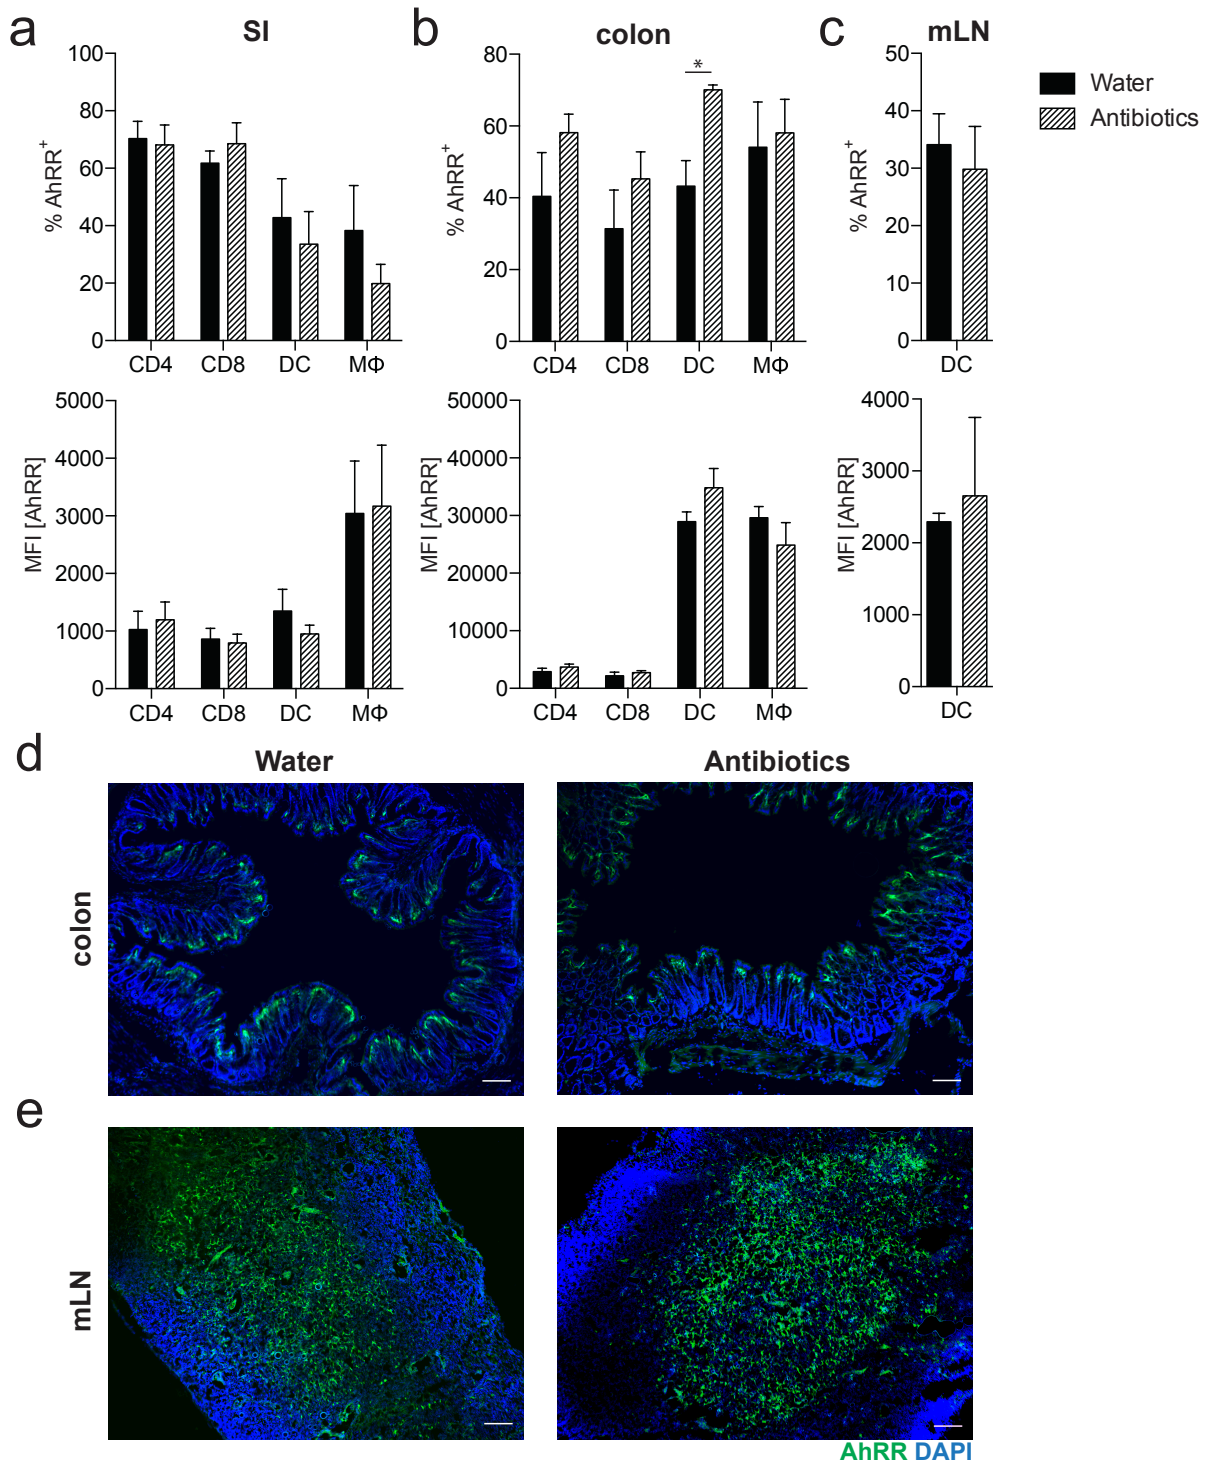 a
SI
b
colon
c
mLN
Water
Antibiotics
% AhRR+
100
80
60
40
20
0
CD4 CD8 DC MΦ
% AhRR+
80
60
40
20
0
*
CD4 CD8 DC MΦ
% AhRR+
50
40
30
20
10
0
DC
MFI [AhRR]
5000
4000
3000
2000
1000
0
CD4 CD8 DC MΦ
MFI [AhRR]
50000
40000
30000
20000
10000
0
CD4 CD8 DC MΦ
MFI [AhRR]
4000
3000
2000
1000
0
DC
d
Water
Antibiotics
colon
e
mLN
AhRR DAPI